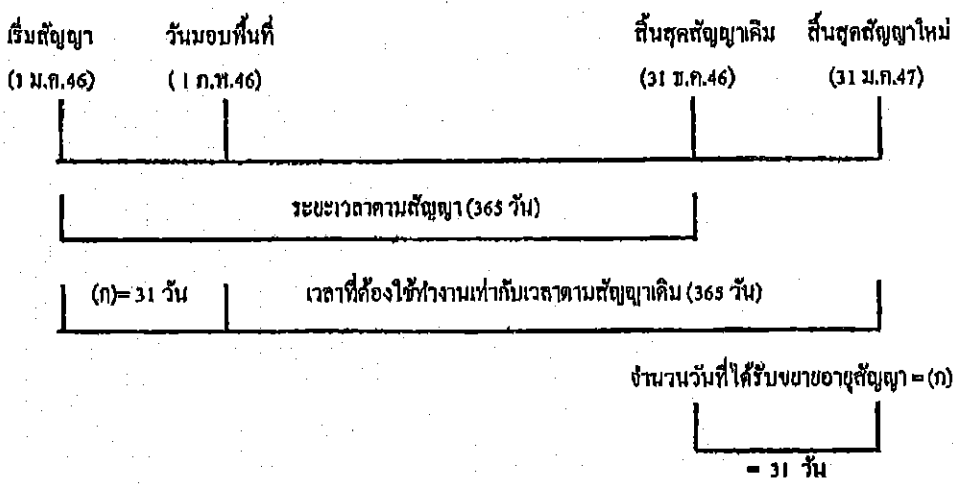 เริ่มสัญญา วันมอบพื้นที่ สิ้นสุดสัญญาเดิม สิ้นสุดสัญญาใหม่
(1 ม.ค.46) (1 ก.พ.46) (31 ธ.ค.46) (31 ม.ค.47)
ระยะเวลาตามสัญญา (365 วัน)
(ก)= 31 วัน เวลาที่ต้องใช้ทำงานเท่ากับเวลาตามสัญญาเดิม (365 วัน)
จำนวนวันที่ได้รับขยายอายุสัญญา = (ก)
= 31 วัน